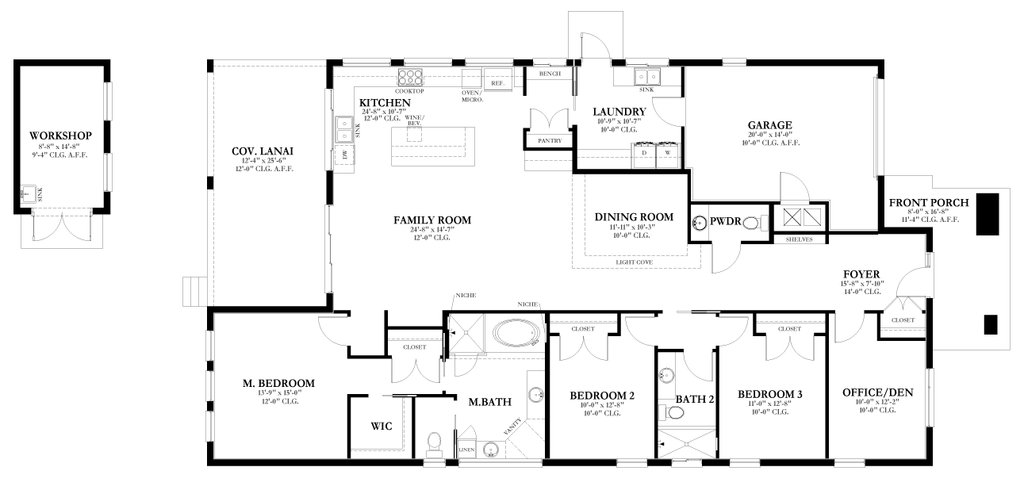 WORKSHOP
8'-8" x 14'-8"
9'-4" CLG. A.F.F.
SINK
COV. LANAI
12'-4" x 25'-6"
12'-0" CLG. A.F.F.
KITCHEN
24'-8" x 10'-7"
12'-0" CLG.
COOKTOP
OVEN/
MICRO.
REF.
WINE/
BEV.
SINK
DW
BENCH
PANTRY
LAUNDRY
10'-9" x 10'-7"
10'-0" CLG.
SINK
D
W
GARAGE
20'-0" x 14'-0"
10'-0" CLG. A.F.F.
FRONT PORCH
8'-0" x 16'-8"
11'-4" CLG. A.F.F.
FAMILY ROOM
24'-8" x 14'-7"
12'-0" CLG.
DINING ROOM
11'-11" x 10'-3"
10'-0" CLG.
LIGHT COVE
PWDR
SHELVES
FOYER
15'-8" x 7'-10"
14'-0" CLG.
CLOSET
NICHE
NICHE
M. BEDROOM
13'-9" x 15'-0"
12'-0" CLG.
CLOSET
WIC
M.BATH
VANITY
LINEN
CLOSET
BEDROOM 2
10'-0" x 12'-8"
10'-0" CLG.
BATH 2
CLOSET
BEDROOM 3
11'-0" x 12'-8"
10'-0" CLG.
OFFICE/DEN
10'-0" x 12'-2"
10'-0" CLG.